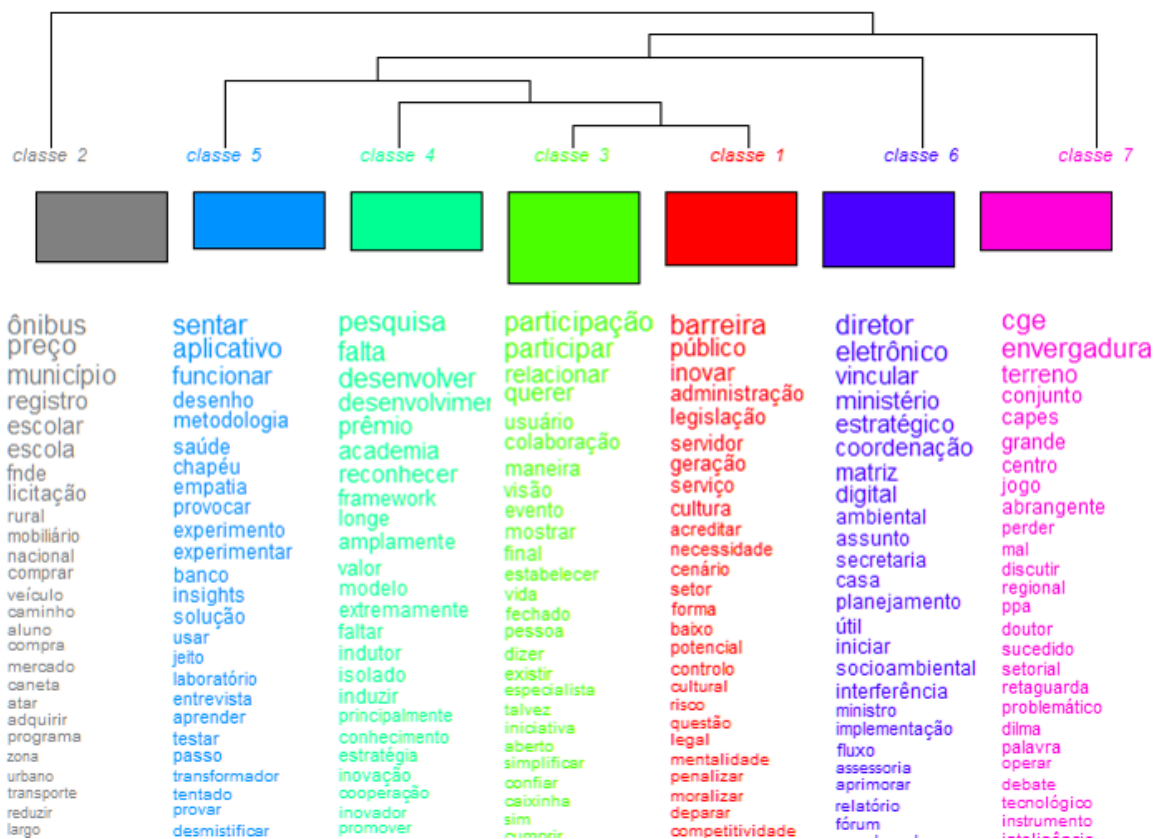 classe 2
classe 5
classe 4
classe 3
classe 1
classe 6
classe 7
ônibus
preço
município
registro
escolar
escola
fnde
licitação
rural
mobiliário
nacional
comprar
veículo
caminho
aluno
compra
mercado
caneta
atar
adquirir
programa
zona
urbano
transporte
reduzir
largo
sentar
aplicativo
funcionar
desenho
metodologia
saúde
chapéu
empatia
provocar
experimento
experimentar
banco
insights
solução
usar
jeito
laboratório
entrevista
aprender
testar
passo
transformador
tentado
provar
desmistificar
pesquisa
falta
desenvolver
desenvolvimer
prêmio
academia
reconhecer
framework
longe
amplamente
valor
modelo
extremamente
faltar
indutor
isolado
induzir
principalmente
conhecimento
estratégia
inovação
cooperação
inovador
promover
participação
participar
relacionar
querer
usuário
colaboração
maneira
visão
evento
mostrar
final
estabelecer
vida
fechado
pessoa
dizer
existir
especialista
talvez
iniciativa
aberto
simplificar
confiar
caixinha
sim
cumprir
barreira
público
inovar
administração
legislação
servidor
geração
serviço
cultura
acreditar
necessidade
cenário
setor
forma
baixo
potencial
controlo
cultural
risco
questão
legal
mentalidade
penalizar
moralizar
deparar
competitividade
diretor
eletrônico
vincular
ministério
estratégico
coordenação
matriz
digital
ambiental
assunto
secretaria
casa
planejamento
útil
iniciar
socioambiental
interferência
ministro
implementação
fluxo
assessoria
aprimorar
relatório
fórum
cge
envergadura
terreno
conjunto
capes
grande
centro
jogo
abrangente
perder
mal
discutir
regional
ppa
doutor
sucedido
setorial
retaguarda
problemático
dilma
palavra
operar
debate
tecnológico
instrumento
inteligência